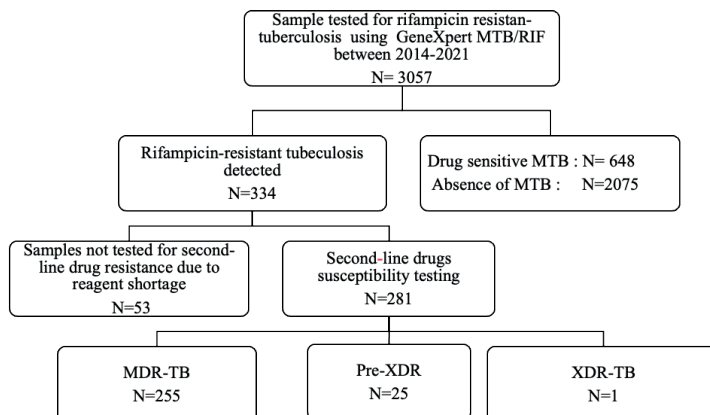 Sample tested for rifampicin resistan-
tuberculosis using GeneXpert MTB/RIF
between 2014-2021
N= 3057
Rifampicin-resistant tubeculosis
detected
N=334
Drug sensitive MTB : N= 648
Absence of MTB : N=2075
Samples not tested for second-
line drug resistance due to
reagent shortage
N=53
Second-line drugs
susceptibility testing
N=281
MDR-TB
N=255
Pre-XDR
N=25
XDR-TB
N=1